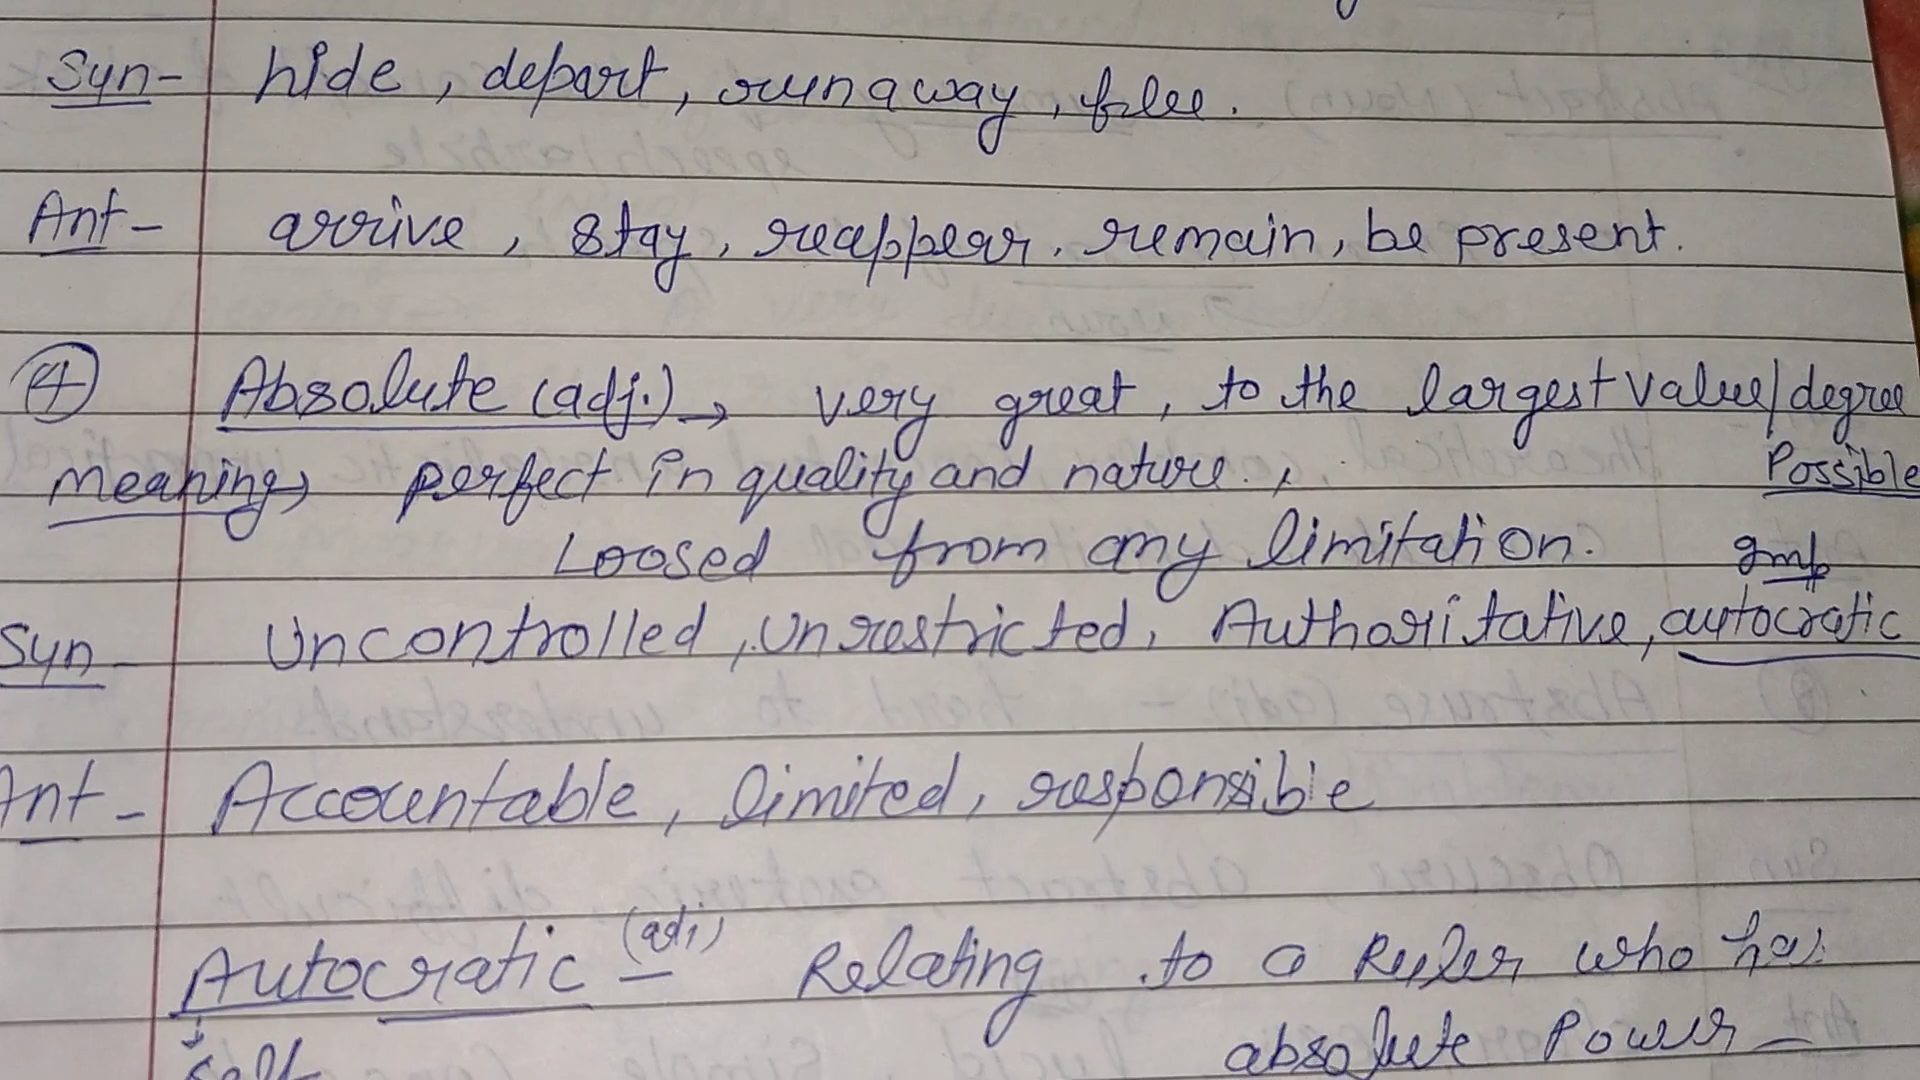 Syn- hide, depart, runaway, flee.
Ant- arrive, stay, reappear, remain, be present.
4 Absolute (adj.) → very great, to the largest value/degree
Possible
meaning → perfect in quality and nature.,
Loosed from any limitation.
Imp
Syn Uncontrolled, Unrestricted, Authoritative, autocratic
Ant- Accountable, limited, responsible
Autocratic (adj) - Relating to a Ruler who has
absolute Power -
self